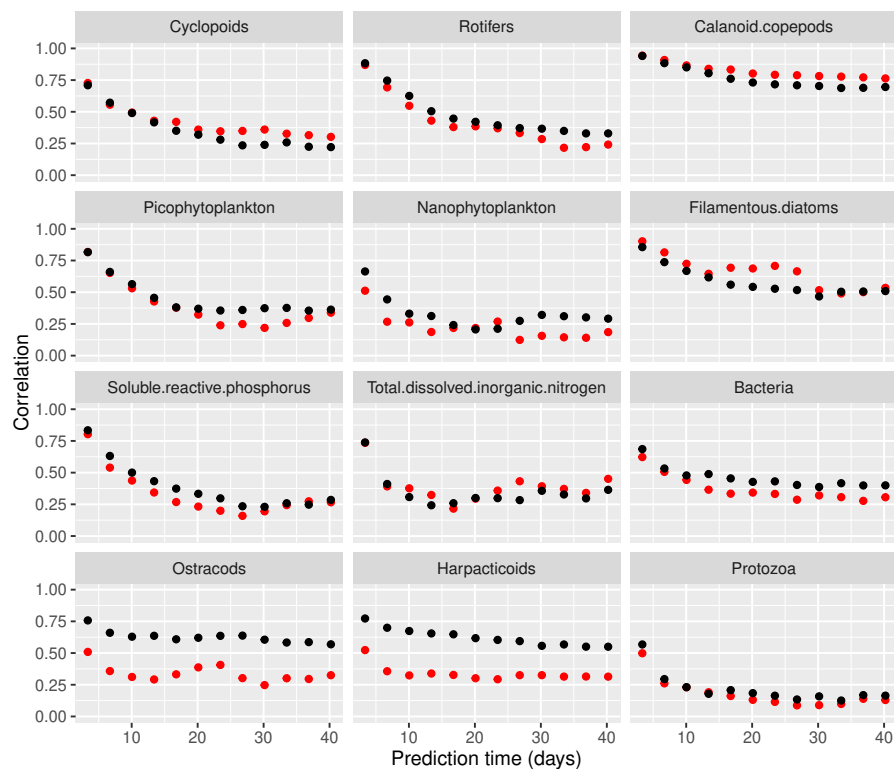 Cyclopoids
Rotifers
Calanoid.copepods
1.00
0.75
0.50
0.25
0.00
Picophytoplankton
Nanophytoplankton
Filamentous.diatoms
1.00
0.75
0.50
0.25
0.00
Soluble.reactive.phosphorus
Total.dissolved.inorganic.nitrogen
Bacteria
1.00
0.75
0.50
0.25
0.00
Ostracods
Harpacticoids
Protozoa
1.00
0.75
0.50
0.25
0.00
10 20 30 40
10 20 30 40
10 20 30 40
Prediction time (days)
Correlation